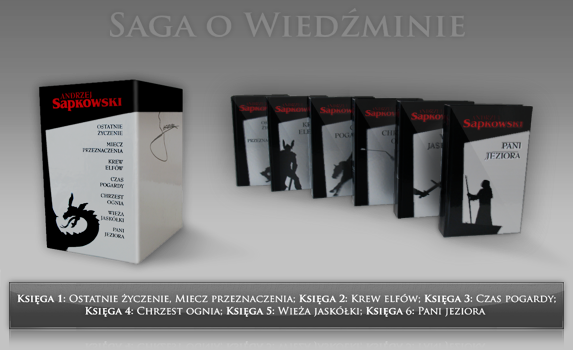 Saga o Wiedźminie
ANDRZEJ
SAPKOWSKI
OSTATNIE
ŻYCZENIE
MIECZ
PRZEZNACZENIA
KREW
ELFÓW
CZAS
POGARDY
CHRZEST
OGNIA
WIEŻA
JASKÓŁKI
PANI
JEZIORA
SAPKOWSKI
PANI
JEZIORA
Księga 1: Ostatnie życzenie, Miecz przeznaczenia; Księga 2: Krew elfów; Księga 3: Czas pogardy;
Księga 4: Chrzest ognia; Księga 5: Wieża jaskółki; Księga 6: Pani jeziora